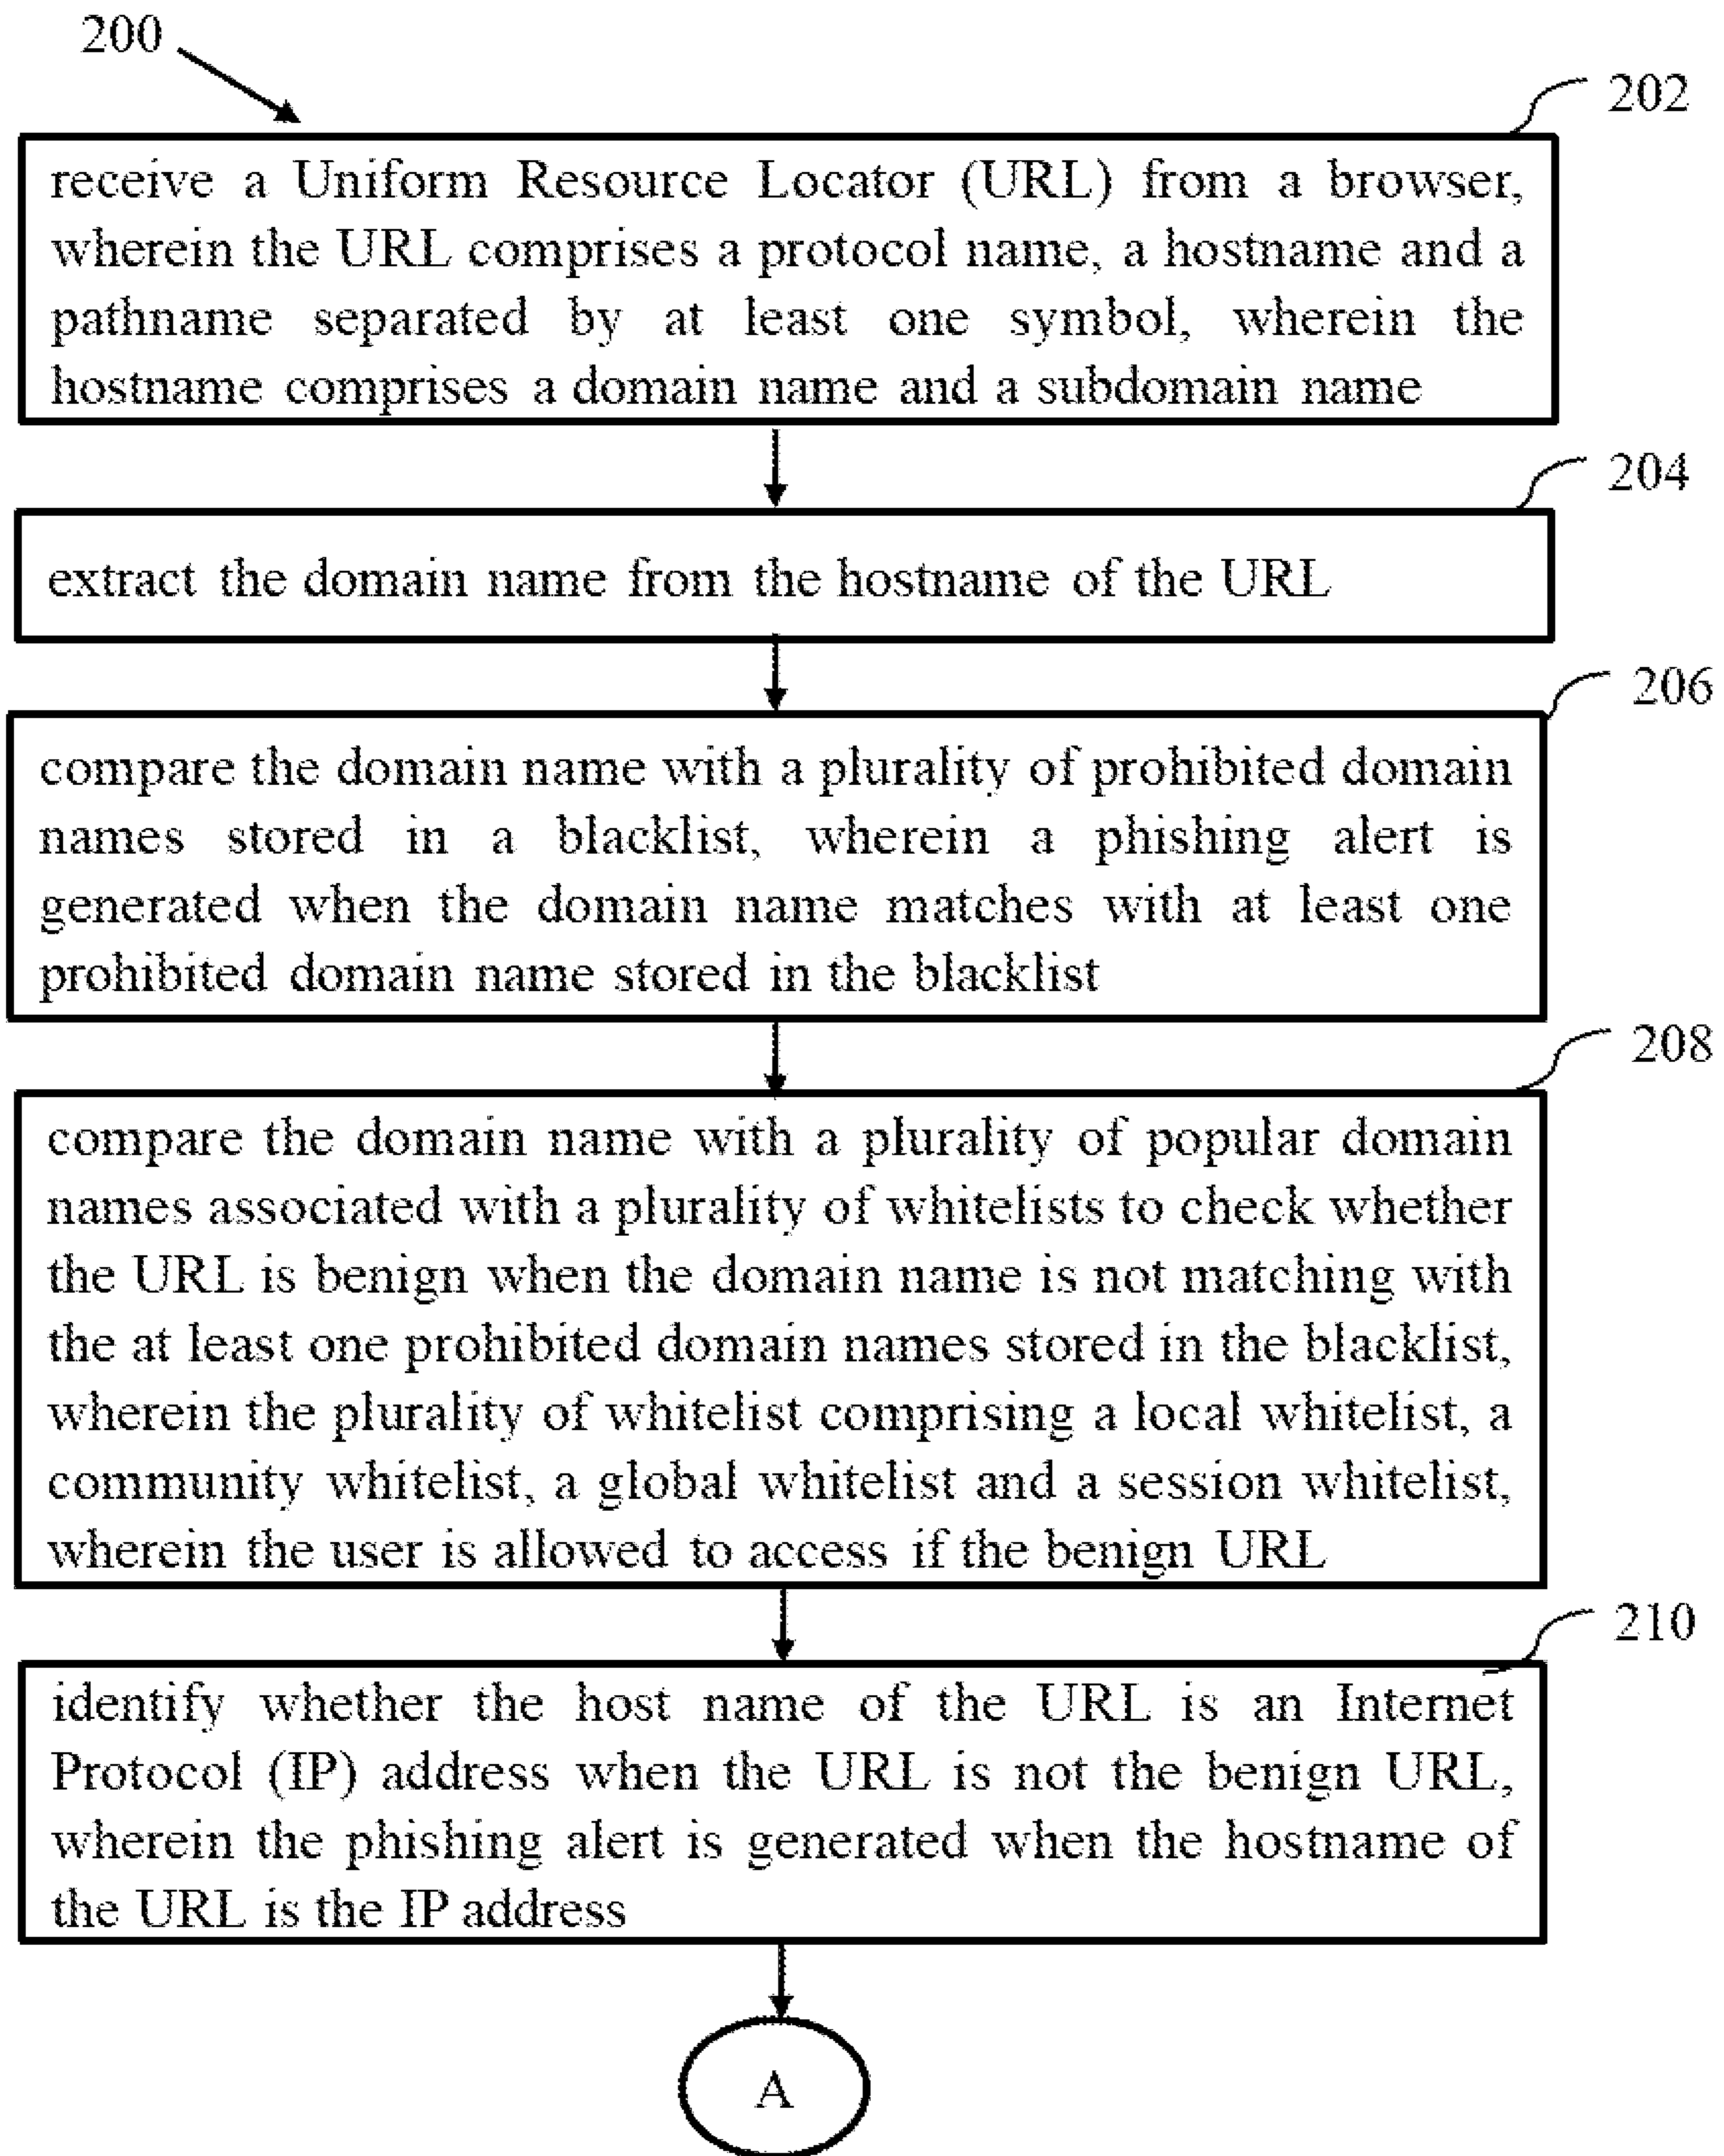 200
202
receive a Uniform Resource Locator (URL) from a browser,
wherein the URL comprises a protocol name, a hostname and a
pathname separated by at least one symbol, wherein the
hostname comprises a domain name and a subdomain name
204
extract the domain name from the hostname of the URL
206
compare the domain name with a plurality of prohibited domain
names stored in a blacklist, wherein a phishing alert is
generated when the domain name matches with at least one
prohibited domain name stored in the blacklist
208
compare the domain name with a plurality of popular domain
names associated with a plurality of whitelists to check whether
the URL is benign when the domain name is not matching with
the at least one prohibited domain names stored in the blacklist,
wherein the plurality of whitelist comprising a local whitelist, a
community whitelist, a global whitelist and a session whitelist,
wherein the user is allowed to access if the benign URL
210
identify whether the host name of the URL is an Internet
Protocol (IP) address when the URL is not the benign URL,
wherein the phishing alert is generated when the hostname of
the URL is the IP address
A